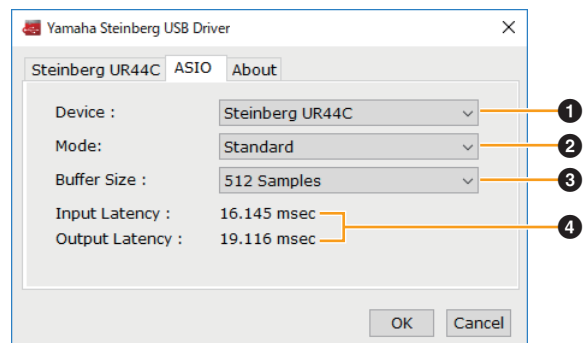 Yamaha Steinberg USB Driver
Steinberg UR44C ASIO About
Device : Steinberg UR44C 1
Mode: Standard 2
Buffer Size : 512 Samples 3
Input Latency : 16.145 msec
4
Output Latency : 19.116 msec
OK Cancel